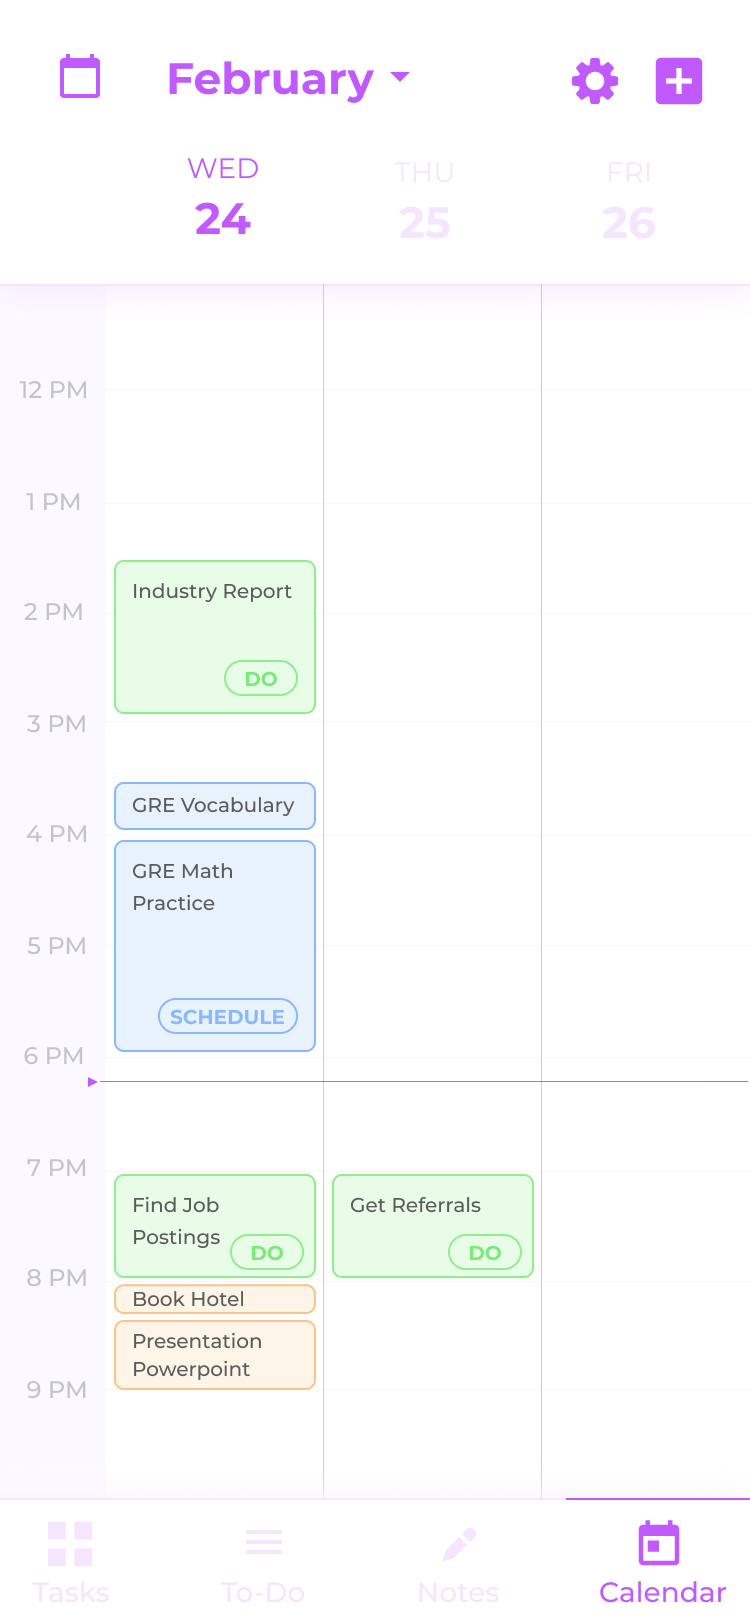 February
WED THU FRI
24 25 26
12 PM
1 PM
Industry Report
2 PM
DO
3 PM
GRE Vocabulary
4 PM
GRE Math
Practice
5 PM
SCHEDULE
6 PM
7 PM
Find Job
Postings
DO
Get Referrals
DO
8 PM
Book Hotel
Presentation
Powerpoint
9 PM
Tasks To-Do Notes Calendar